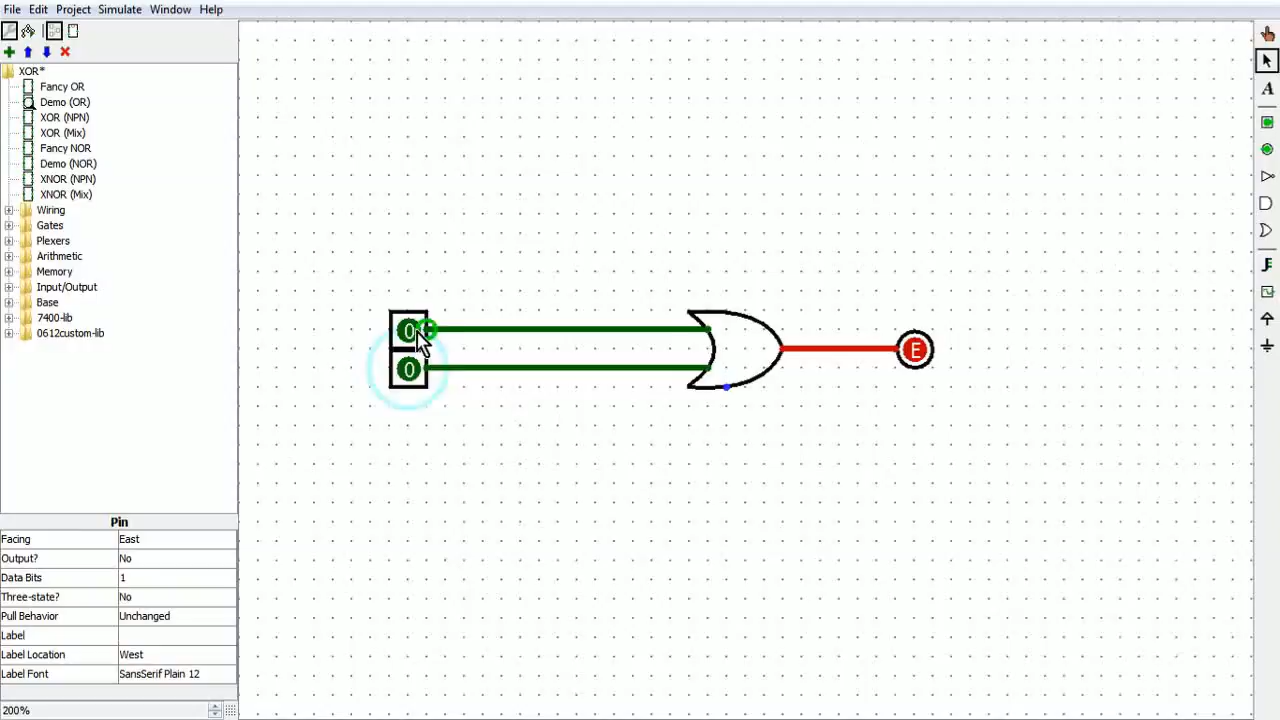 File Edit Project Simulate Window Help
XOR*
Fancy OR
Demo (OR)
XOR (NPN)
XOR (Mix)
Fancy NOR
Demo (NOR)
XNOR (NPN)
XNOR (Mix)
Wiring
Gates
Plexers
Arithmetic
Memory
Input/Output
Base
7400-lib
0612custom-lib
0
0
E
A
Pin
Facing East
Output? No
Data Bits 1
Three-state? No
Pull Behavior Unchanged
Label
Label Location West
Label Font SansSerif Plain 12
200%